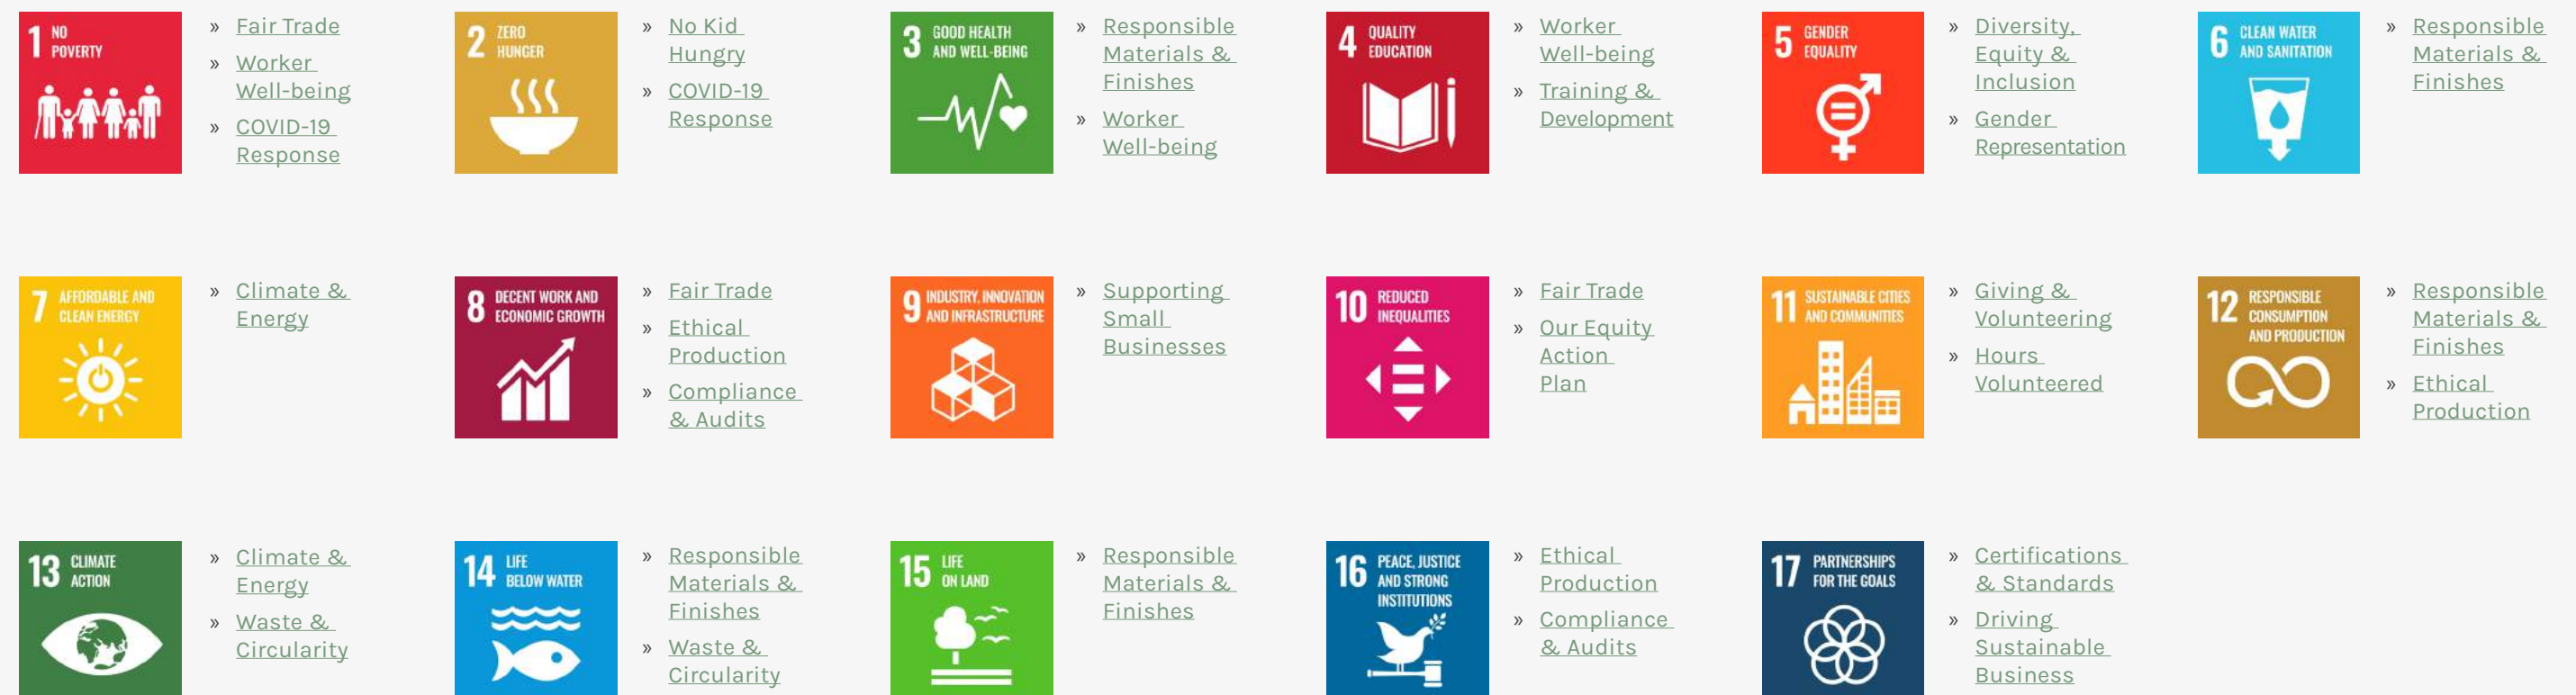 1 NO
POVERTY
» Fair Trade
» Worker
Well-being
» COVID-19
Response
2 ZERO
HUNGER
» No Kid
Hungry
» COVID-19
Response
3 GOOD HEALTH
AND WELL-BEING
» Responsible
Materials &
Finishes
» Worker
Well-being
4 QUALITY
EDUCATION
» Worker
Well-being
» Training &
Development
5 GENDER
EQUALITY
» Diversity,
Equity &
Inclusion
» Gender
Representation
6 CLEAN WATER
AND SANITATION
» Responsible
Materials &
Finishes
7 AFFORDABLE AND
CLEAN ENERGY
» Climate &
Energy
8 DECENT WORK AND
ECONOMIC GROWTH
» Fair Trade
» Ethical
Production
» Compliance
& Audits
9 INDUSTRY, INNOVATION
AND INFRASTRUCTURE
» Supporting
Small
Businesses
10 REDUCED
INEQUALITIES
» Fair Trade
» Our Equity
Action
Plan
11 SUSTAINABLE CITIES
AND COMMUNITIES
» Giving &
Volunteering
» Hours
Volunteered
12 RESPONSIBLE
CONSUMPTION
AND PRODUCTION
» Responsible
Materials &
Finishes
» Ethical
Production
13 CLIMATE
ACTION
» Climate &
Energy
» Waste &
Circularity
14 LIFE
BELOW WATER
» Responsible
Materials &
Finishes
» Waste &
Circularity
15 LIFE
ON LAND
» Responsible
Materials &
Finishes
16 PEACE, JUSTICE
AND STRONG
INSTITUTIONS
» Ethical
Production
» Compliance
& Audits
17 PARTNERSHIPS
FOR THE GOALS
» Certifications
& Standards
» Driving
Sustainable
Business